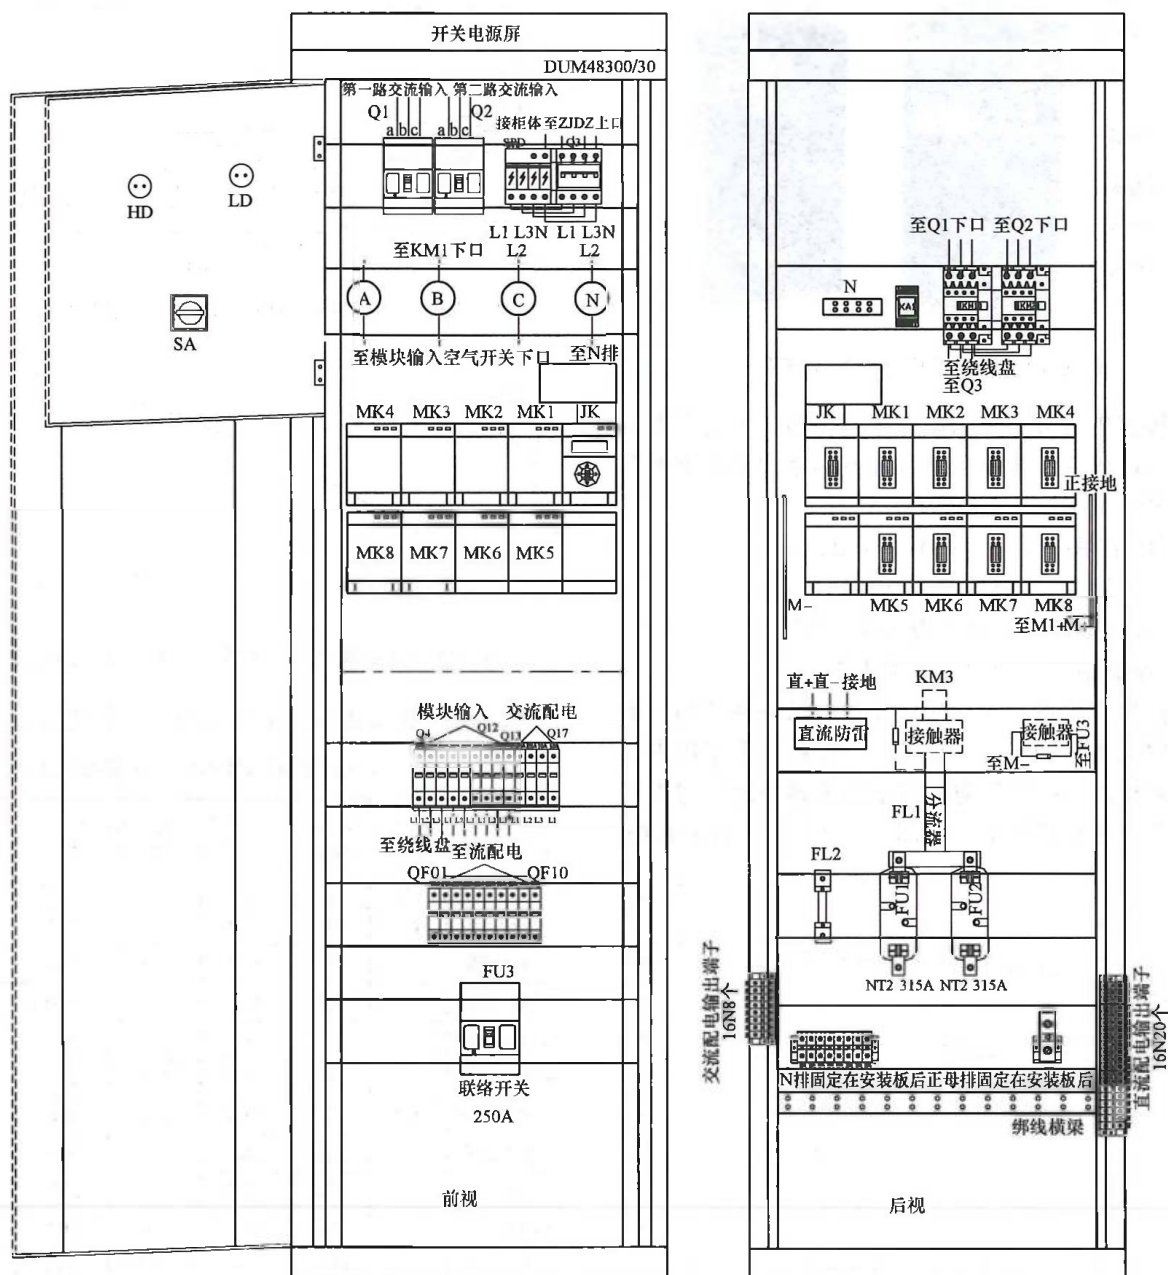 开关电源屏
DUM48300/30
第一路交流输入 第二路交流输入
Q1 Q2
a b c a b c
接柜体 至ZJDZ上口
SPD Q3
L1 L3N L1 L3N
L2 L2
HD LD
SA
至KM1下口
A B C N
至模块输入空气开关下口 至N排
MK4 MK3 MK2 MK1 JK
MK8 MK7 MK6 MK5
模块输入 交流配电
Q4 Q12 Q13 Q17
至绕线盘
至流配电
QF01 QF10
FU3
联络开关
250A
前视
至Q1下口 至Q2下口
N KA1
至绕线盘
至Q3
JK MK1 MK2 MK3 MK4
正接地
M- MK5 MK6 MK7 MK8
至M1+
直+直-接地 KM3
直流防雷 接触器 接触器
至M- 至FU3
FL1 分流器
FL2 FU1 FU2
NT2 315A NT2 315A
交流配电输出端子
16N8个
直流配电输出端子
16N20个
N排固定在安装板后正母排固定在安装板后
绑线横梁
后视